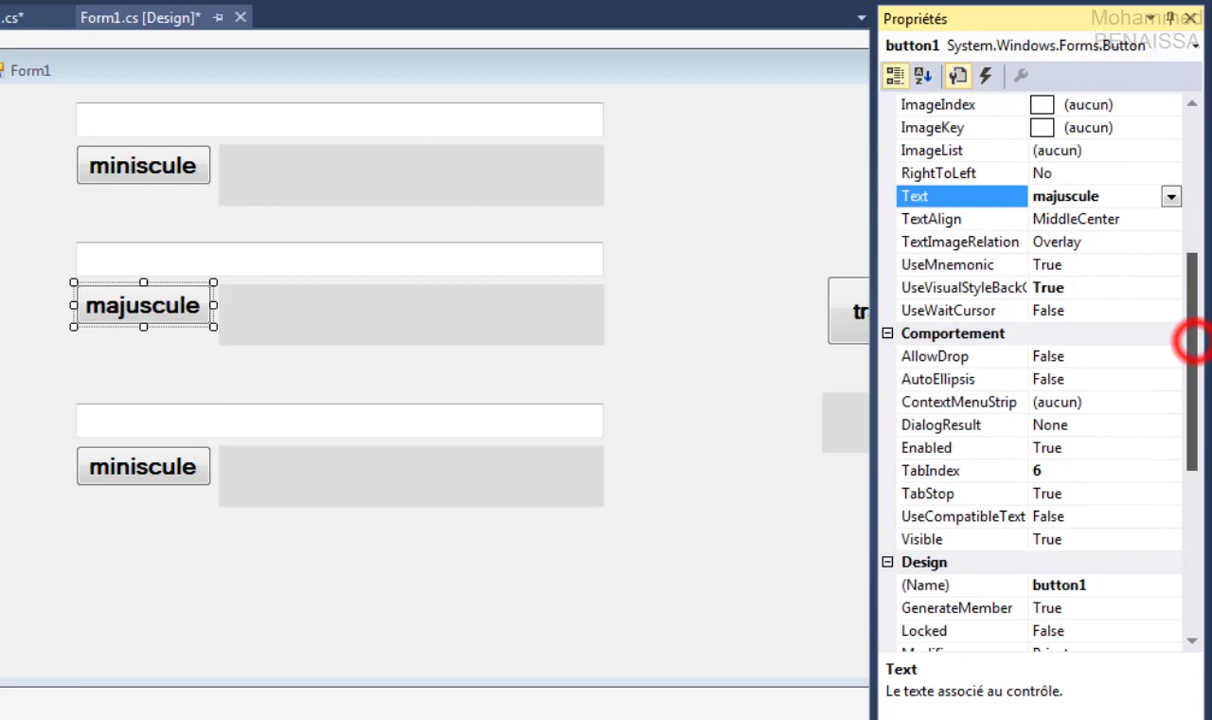 .cs*
Form1.cs [Design]*
Form1
miniscule
majuscule
tr
miniscule
Propriétés
Mohammed
BENAISSA
button1 System.Windows.Forms.Button
ImageIndex (aucun)
ImageKey (aucun)
ImageList (aucun)
RightToLeft No
Text majuscule
TextAlign MiddleCenter
TextImageRelation Overlay
UseMnemonic True
UseVisualStyleBackC True
UseWaitCursor False
Comportement
AllowDrop False
AutoEllipsis False
ContextMenuStrip (aucun)
DialogResult None
Enabled True
TabIndex 6
TabStop True
UseCompatibleText False
Visible True
Design
(Name) button1
GenerateMember True
Locked False
Text
Le texte associé au contrôle.